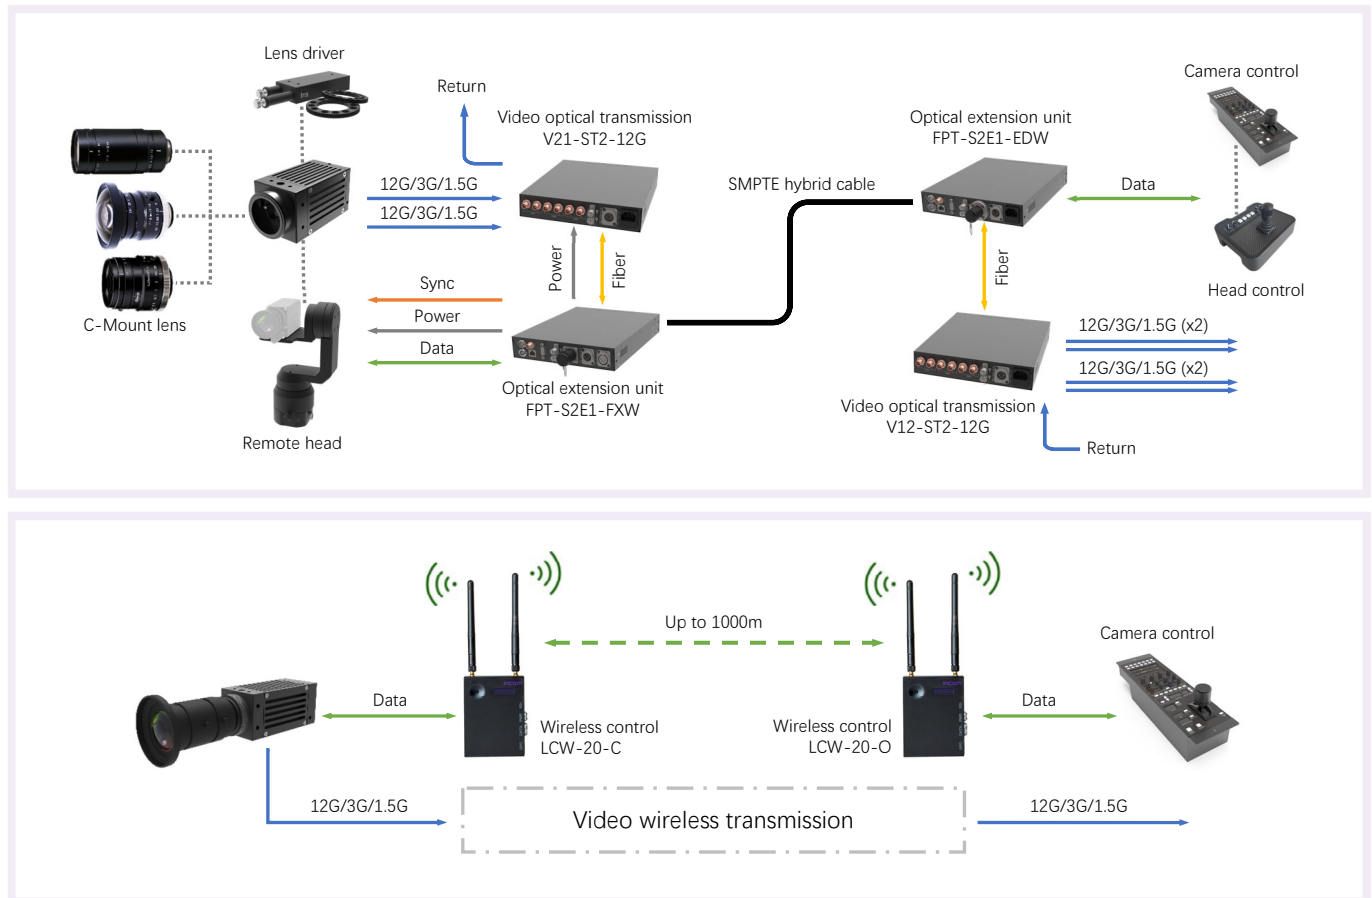 Lens driver
Return
Video optical transmission
V21-ST2-12G
Optical extension unit
FPT-S2E1-EDW
Camera control
12G/3G/1.5G
12G/3G/1.5G
SMPTE hybrid cable
Data
Power
Fiber
Fiber
Sync
Power
Data
Head control
C-Mount lens
12G/3G/1.5G (x2)
12G/3G/1.5G (x2)
Optical extension unit
FPT-S2E1-FXW
Video optical transmission
V12-ST2-12G
Remote head
Return
Up to 1000m
Camera control
Data
Wireless control
LCW-20-C
Wireless control
LCW-20-O
Data
12G/3G/1.5G
Video wireless transmission
12G/3G/1.5G